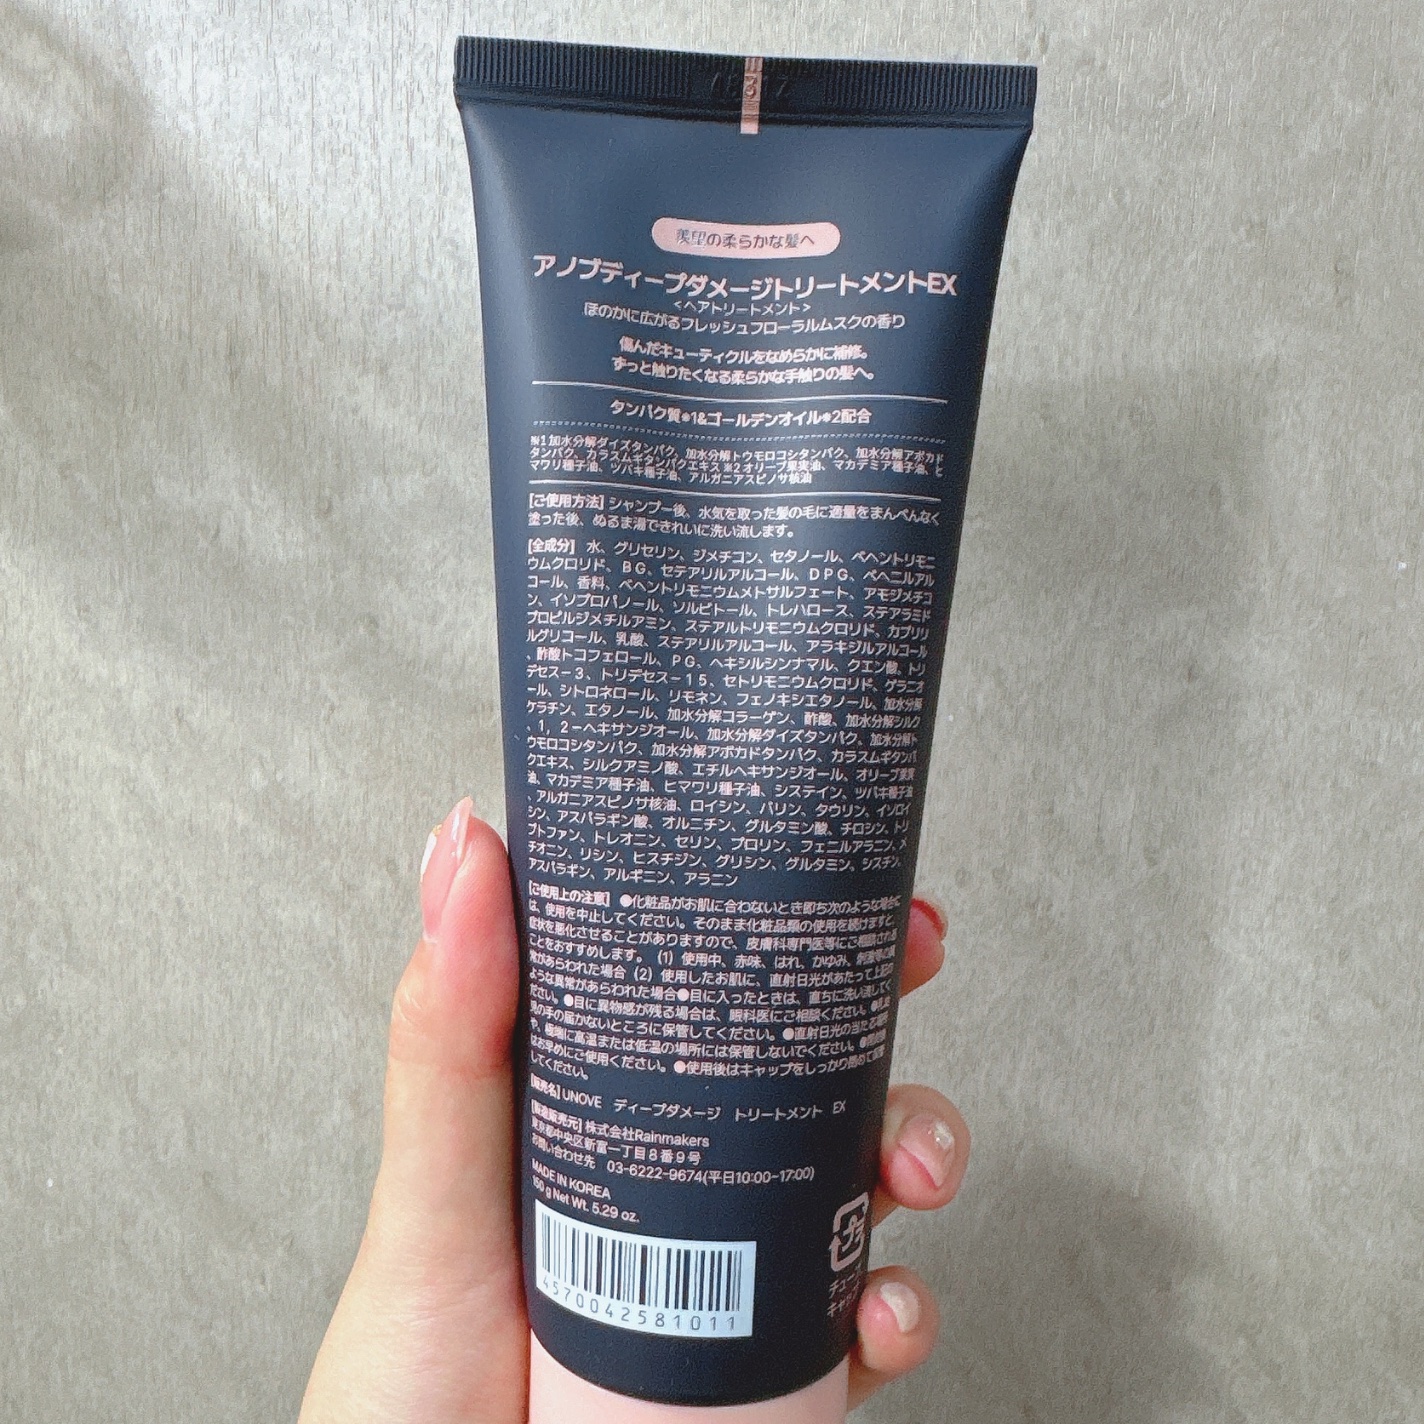 羨望の柔らかな髪へ
アノブディープダメージトリートメントEX
<ヘアトリートメント>
ほのかに広がるフレッシュフローラルムスクの香り
傷んだキューティクルをなめらかに補修。
ずっと触りたくなる柔らかな手触りの髪へ。
タンパク質※1&ゴールデンオイル※2配合
※1 加水分解ダイズタンパク、加水分解トウモロコシタンパク、加水分解アボカド
タンパク、カラスムギタンパクエキス ※2 オリーブ果実油、マカデミア種子油、ヒ
マワリ種子油、ツバキ種子油、アルガニアスピノサ核油
[ご使用方法] シャンプー後、水気を取った髪の毛に適量をまんべんなく
塗った後、ぬるま湯できれいに洗い流します。
[全成分] 水、グリセリン、ジメチコン、セタノール、ベヘントリモニ
ウムクロリド、BG、セテアリルアルコール、DPG、ベヘニルアル
コール、香料、ベヘントリモニウムメトサルフェート、アモジメチコ
ン、イソプロパノール、ソルビトール、トレハロース、ステアラミド
プロピルジメチルアミン、ステアルトリモニウムクロリド、カプリリ
ルグリコール、乳酸、ステアリルアルコール、アラキジルアルコール
、酢酸トコフェロール、PG、ヘキシルシンナマル、クエン酸、トリ
デセス－3、トリデセス－15、セトリモニウムクロリド、ゲラニオ
ール、シトロネロール、リモネン、フェノキシエタノール、加水分解
ケラチン、エタノール、加水分解コラーゲン、酢酸、加水分解シルク
、1，2－ヘキサンジオール、加水分解ダイズタンパク、加水分解ト
ウモロコシタンパク、加水分解アボカドタンパク、カラスムギタンパ
クエキス、シルクアミノ酸、エチルヘキサンジオール、オリーブ果実
油、マカデミア種子油、ヒマワリ種子油、システイン、ツバキ種子油
、アルガニアスピノサ核油、ロイシン、バリン、タウリン、イソロイ
シン、アスパラギン酸、オルニチン、グルタミン酸、チロシン、トリ
プトファン、トレオニン、セリン、プロリン、フェニルアラニン、メ
チオニン、リシン、ヒスチジン、グリシン、グルタミン、シスチン、
アスパラギン、アルギニン、アラニン
[ご使用上の注意] ●化粧品がお肌に合わないとき即ち次のような場合に
は、使用を中止してください。そのまま化粧品類の使用を続けますと、
症状を悪化させることがありますので、皮膚科専門医等にご相談される
ことをおすすめします。(1) 使用中、赤味、はれ、かゆみ、刺激等の異
常があらわれた場合 (2) 使用したお肌に、直射日光があたって上記の
ような異常があらわれた場合●目に入ったときは、直ちに洗い流してく
ださい。●目に異物感が残る場合は、眼科医にご相談ください。●乳幼
児の手の届かないところに保管してください。●直射日光の当たる場所
や、極端に高温または低温の場所には保管しないでください。●
はお早めにご使用ください。●使用後はキャップをしっかり閉めて保管
してください。
[販売名] UNOVE ディープダメージ トリートメント EX
[製造販売元] 株式会社Rainmakers
東京都中央区新富一丁目8番9号
お問い合わせ先 03-6222-9674(平日10:00-17:00)
MADE IN KOREA
150 g Net Wt. 5.29 oz.
4570042581011
プラ
チューブ
キャップ